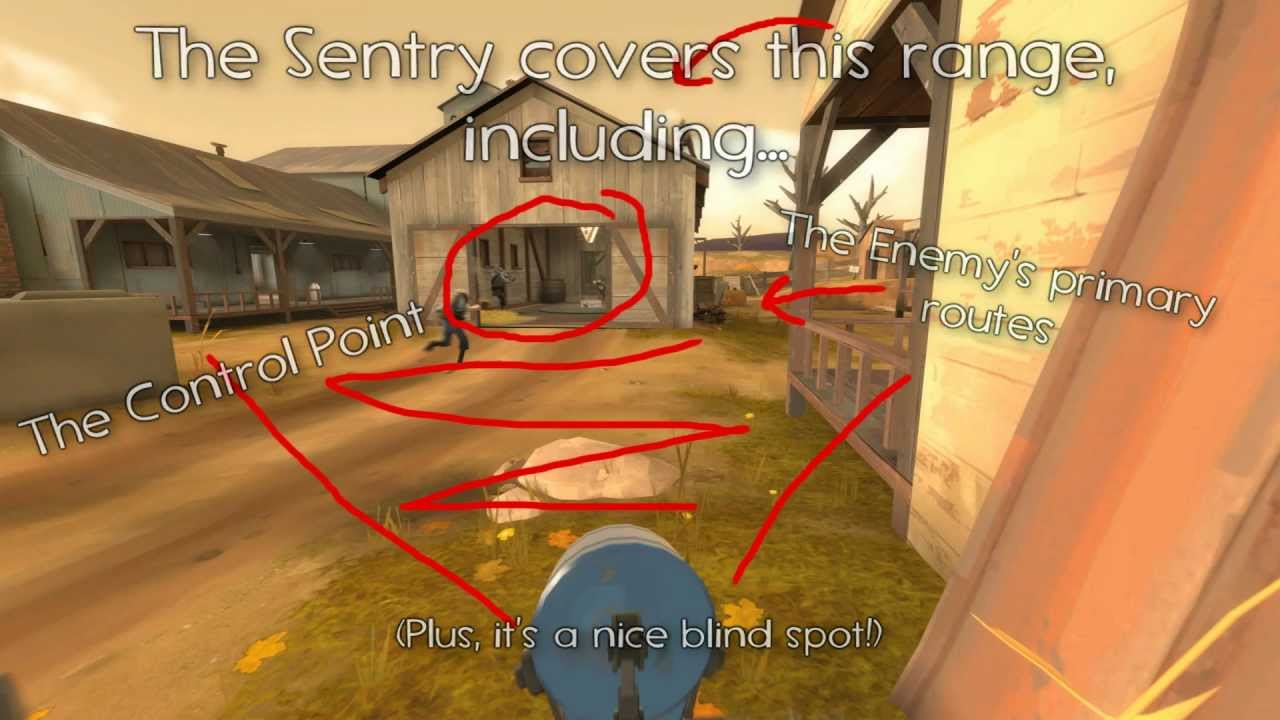 The Sentry covers this range,
including...
The Enemy's primary
routes
The Control Point
(Plus, it's a nice blind spot!)